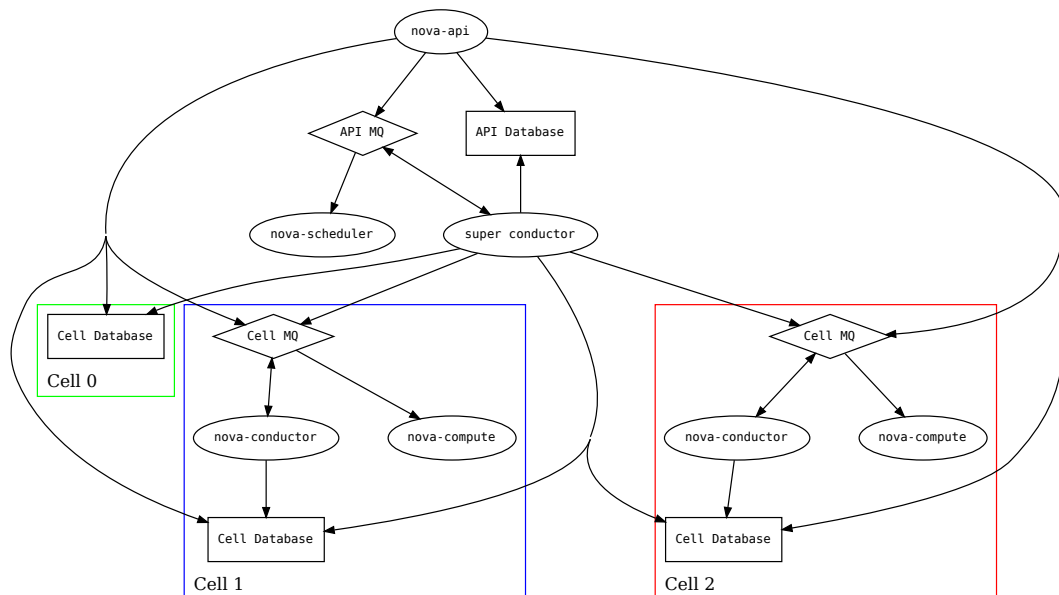 nova-api
API MQ
API Database
nova-scheduler
super conductor
Cell Database
Cell 0
Cell MQ
nova-conductor
nova-compute
Cell Database
Cell 1
Cell MQ
nova-conductor
nova-compute
Cell Database
Cell 2